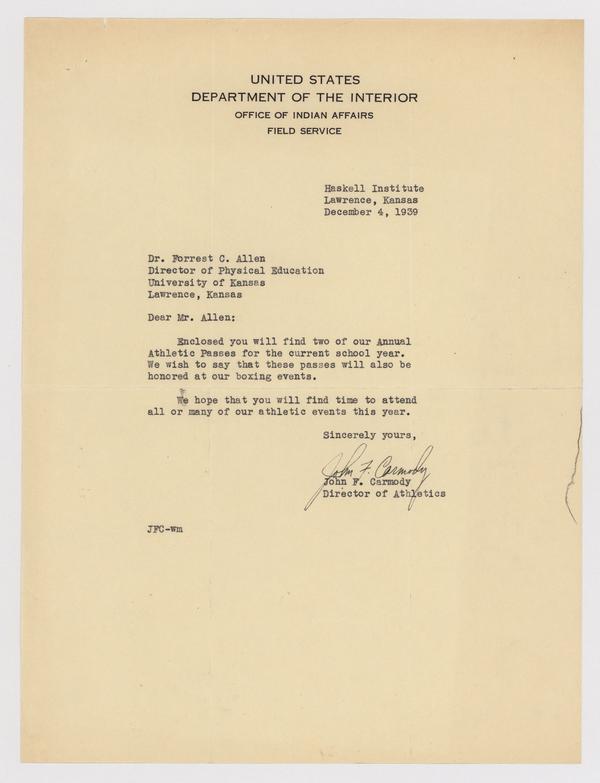 UNITED STATES
DEPARTMENT OF THE INTERIOR
OFFICE OF INDIAN AFFAIRS
FIELD SERVICE
Haskell Institute
Lawrence, Kansas
December 4, 1939
Dr. Forrest C. Allen
Director of Physical Education
University of Kansas
Lawrence, Kansas
Dear Mr. Allen:
Enclosed you will find two of our Annual
Athletic Passes for the current school year.
We wish to say that these passes will also be
honored at our boxing events.
We hope that you will find time to attend
all or many of our athletic events this year.
Sincerely yours,
John F. Carmody
John F. Carmody
Director of Athletics
JFC-wm